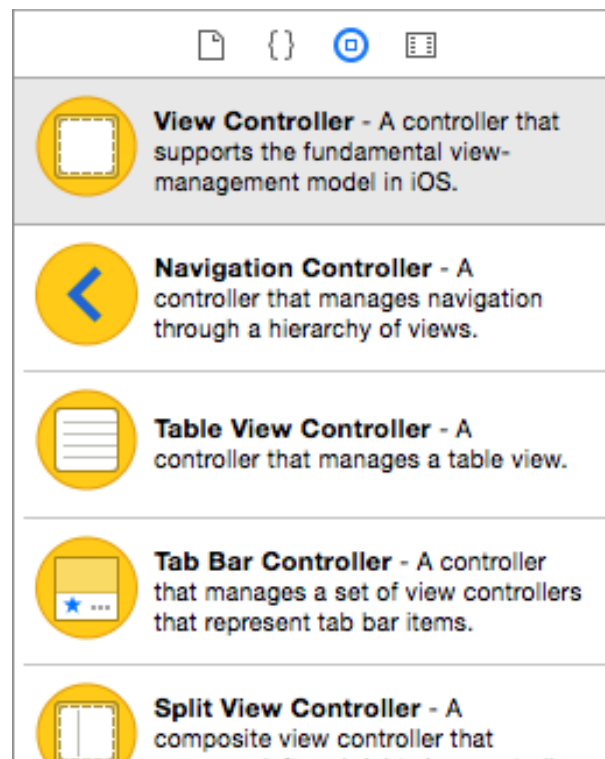 View Controller - A controller that
supports the fundamental view-
management model in iOS.
Navigation Controller - A
controller that manages navigation
through a hierarchy of views.
Table View Controller - A
controller that manages a table view.
Tab Bar Controller - A controller
that manages a set of view controllers
that represent tab bar items.
Split View Controller - A
composite view controller that